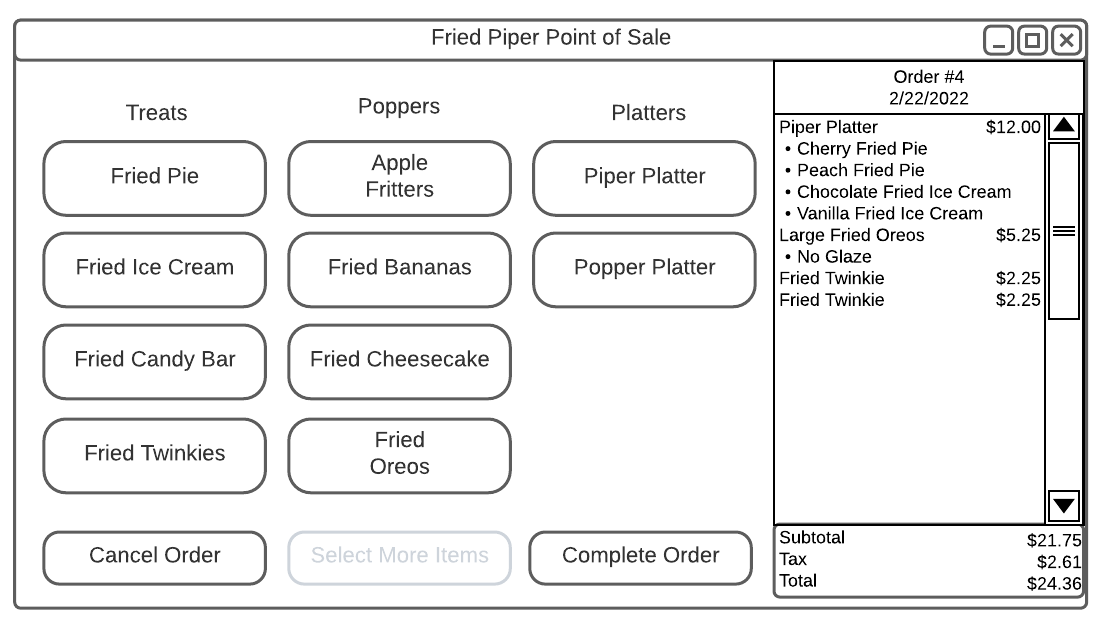 Fried Piper Point of Sale
Treats
Fried Pie
Fried Ice Cream
Fried Candy Bar
Fried Twinkies
Poppers
Apple
Fritters
Fried Bananas
Fried Cheesecake
Fried
Oreos
Platters
Piper Platter
Popper Platter
Cancel Order
Select More Items
Complete Order
Order #4
2/22/2022
Piper Platter $12.00
• Cherry Fried Pie
• Peach Fried Pie
• Chocolate Fried Ice Cream
• Vanilla Fried Ice Cream
Large Fried Oreos $5.25
• No Glaze
Fried Twinkie $2.25
Fried Twinkie $2.25
Subtotal $21.75
Tax $2.61
Total $24.36